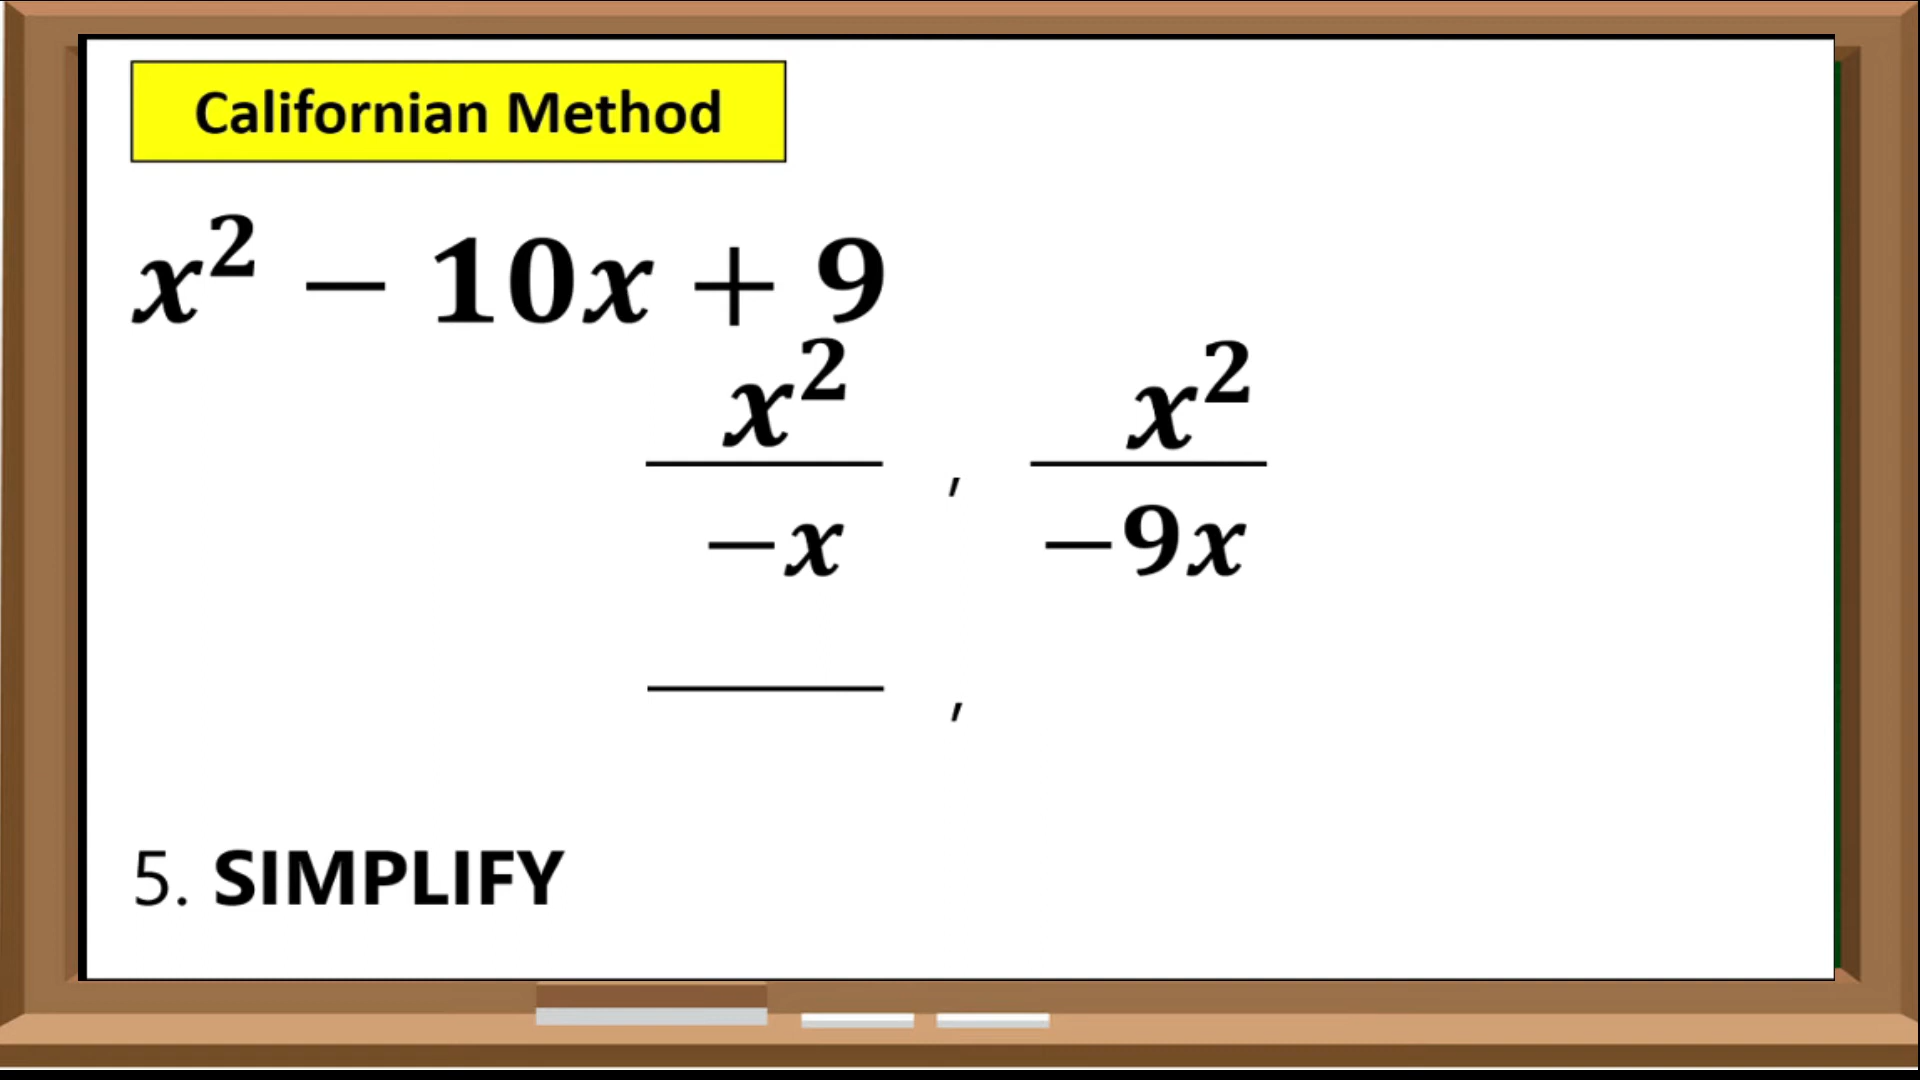 Californian Method
x² − 10x + 9
x² x²
−x , −9x
,
5. SIMPLIFY